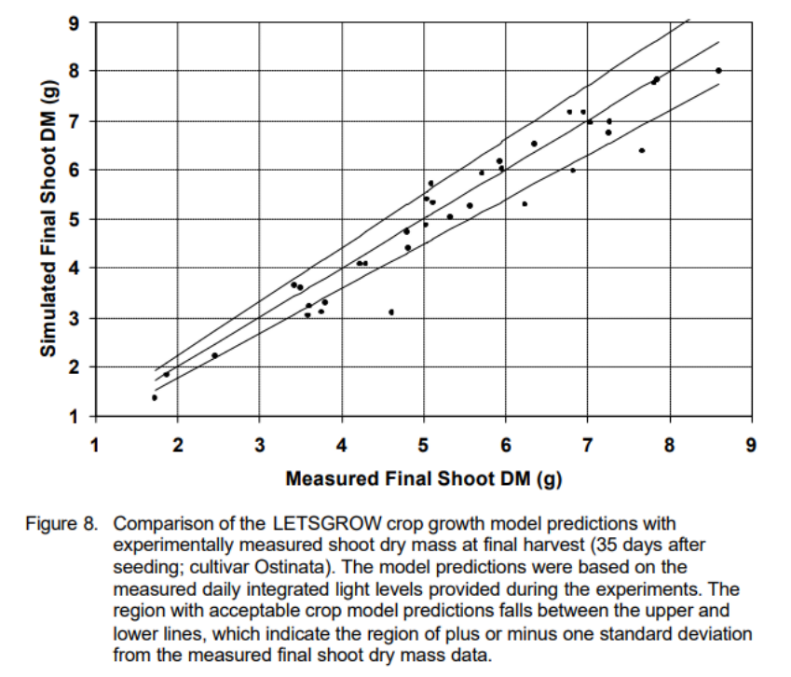 9
8
7
6
5
4
3
2
1
Simulated Final Shoot DM (g)
1 2 3 4 5 6 7 8 9
Measured Final Shoot DM (g)
Figure 8. Comparison of the LETSGROW crop growth model predictions with
experimentally measured shoot dry mass at final harvest (35 days after
seeding; cultivar Ostinata). The model predictions were based on the
measured daily integrated light levels provided during the experiments. The
region with acceptable crop model predictions falls between the upper and
lower lines, which indicate the region of plus or minus one standard deviation
from the measured final shoot dry mass data.